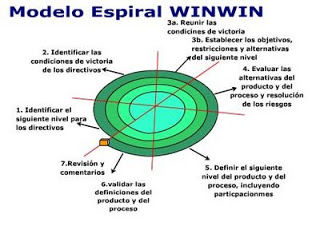 Modelo Espiral WINWIN
3a. Reunir las
condicines de victoria
3b. Establecer los objetivos,
restricciones y alternativas
del siguiente nivel
2. Identificar las
condiciones de victoria
de los directivos
4. Evaluar las
alternativas del
producto y del
proceso y resolución
de los riesgos
1. Identificar el
siguiente nivel para
los directivos
7.Revisión y
comentarios
6.validar las
definiciones del
producto y del
proceso
5. Definir el siguiente
nivel del producto y del
proceso, incluyendo
particpacionmes